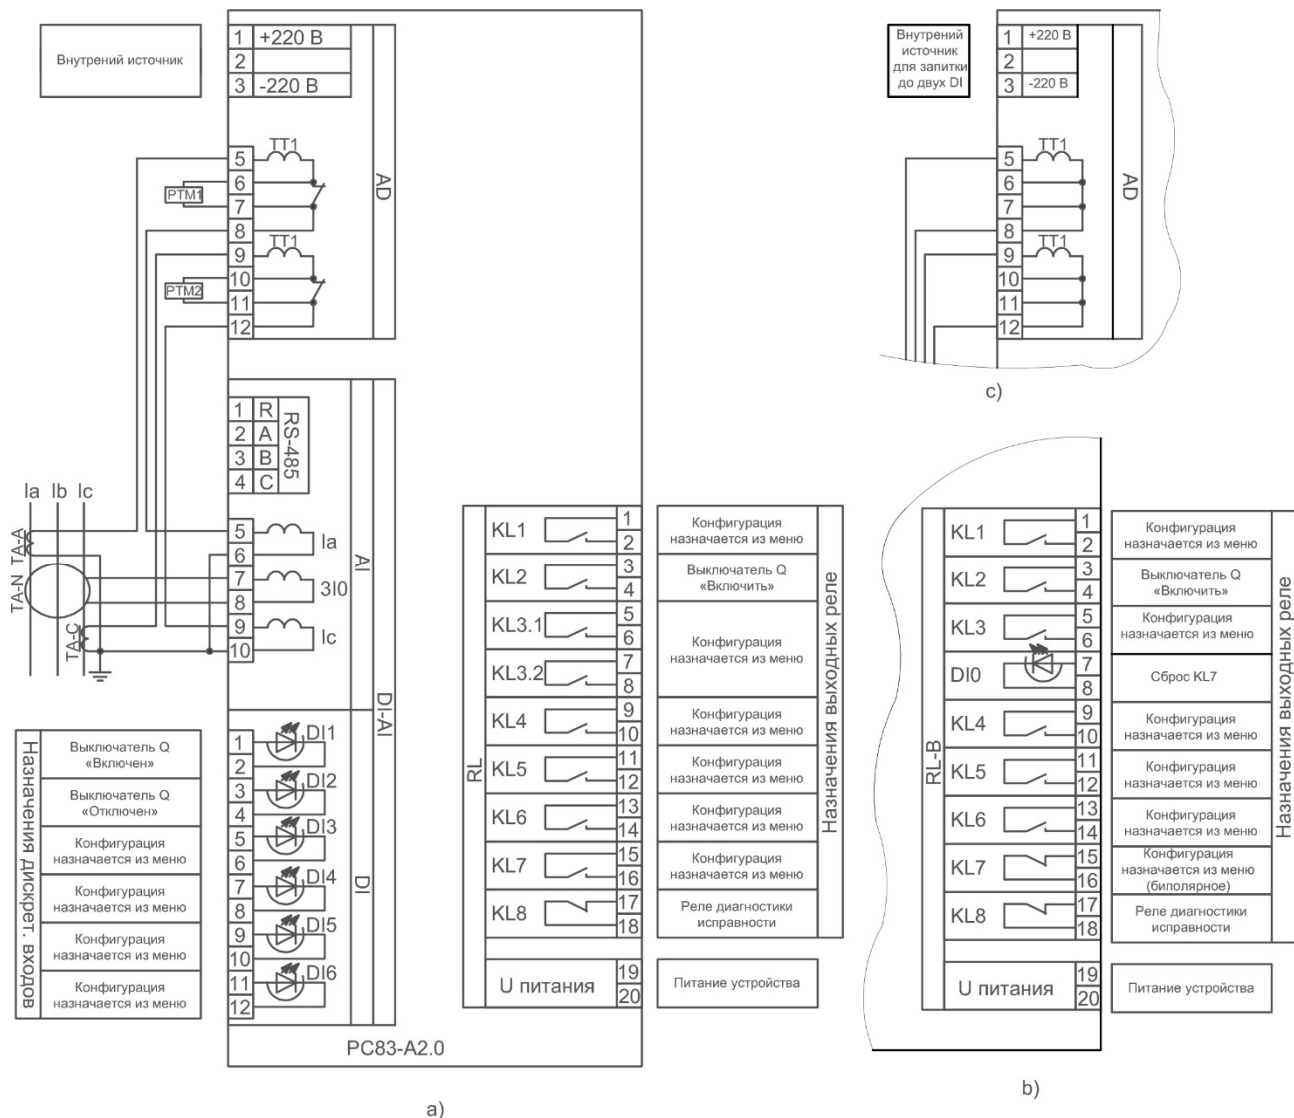 Внутрений источник
1 +220 В
2
3 -220 В
5 ТТ1
6
РТМ1
7
8
9 ТТ1
10
РТМ2
11
12
AD
1 R
2 A
3 B
4 C
RS-485
Ia Ib Ic
TA-A
TA-N
TA-C
5
6 Ia
7
8 3I0
9
10 Ic
AI
DI-AI
Назначения дискрет. входов
Выключатель Q
«Включен»
Выключатель Q
«Отключен»
Конфигурация
назначается из меню
Конфигурация
назначается из меню
Конфигурация
назначается из меню
Конфигурация
назначается из меню
1 DI1
2
3 DI2
4
5 DI3
6
7 DI4
8
9 DI5
10
11 DI6
12
DI
RL
KL1 1
2
KL2 3
4
KL3.1 5
6
KL3.2 7
8
KL4 9
10
KL5 11
12
KL6 13
14
KL7 15
16
KL8 17
18
U питания 19
20
Конфигурация
назначается из меню
Выключатель Q
«Включить»
Конфигурация
назначается из меню
Конфигурация
назначается из меню
Конфигурация
назначается из меню
Конфигурация
назначается из меню
Конфигурация
назначается из меню
Реле диагностики
исправности
Питание устройства
Назначения выходных реле
РС83-А2.0
a)
Внутрений
источник
для запитки
до двух DI
1 +220 В
2
3 -220 В
5 ТТ1
6
7
8
9 ТТ1
10
11
12
AD
c)
RL-B
KL1 1
2
KL2 3
4
KL3 5
6
DI0 7
8
KL4 9
10
KL5 11
12
KL6 13
14
KL7 15
16
KL8 17
18
U питания 19
20
Конфигурация
назначается из меню
Выключатель Q
«Включить»
Конфигурация
назначается из меню
Сброс KL7
Конфигурация
назначается из меню
Конфигурация
назначается из меню
Конфигурация
назначается из меню
Конфигурация
назначается из меню
(биполярное)
Реле диагностики
исправности
Питание устройства
Назначения выходных реле
b)